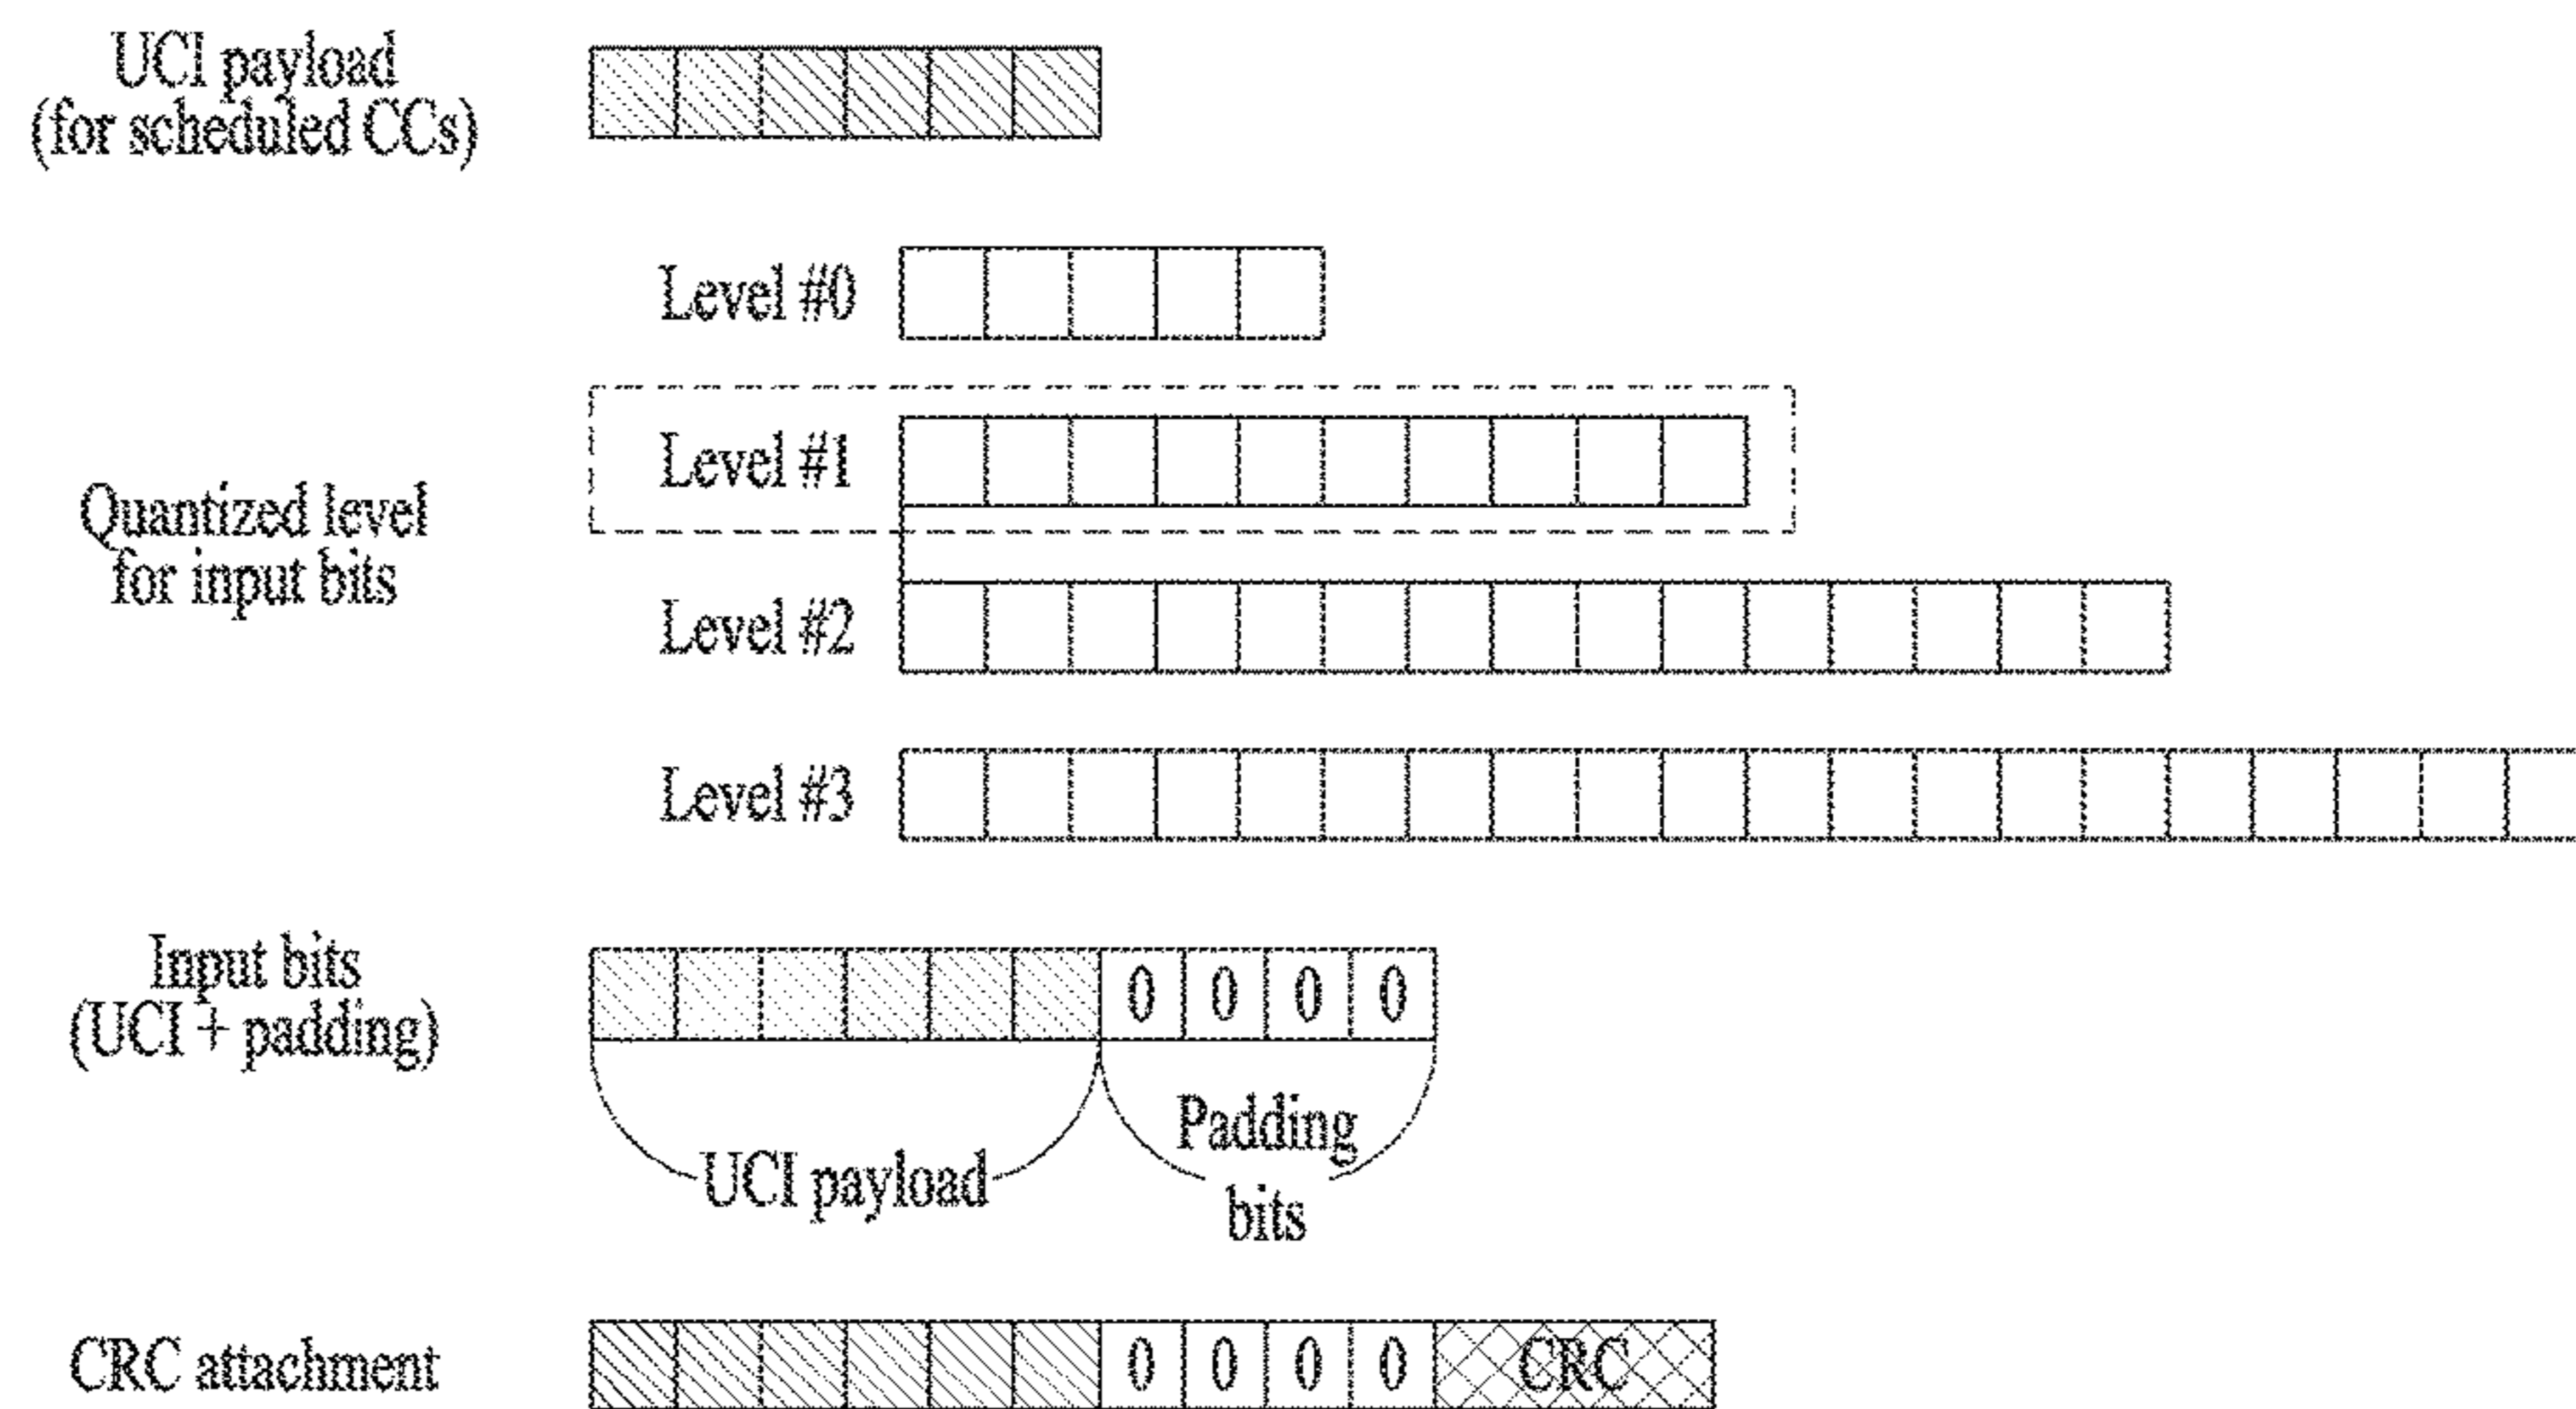 UCI payload
(for scheduled CCs)
Level #0
Level #1
Quantized level
for input bits
Level #2
Level #3
Input bits
(UCI + padding)
0 0 0 0
UCI payload
Padding
bits
CRC attachment
0 0 0 0 CRC